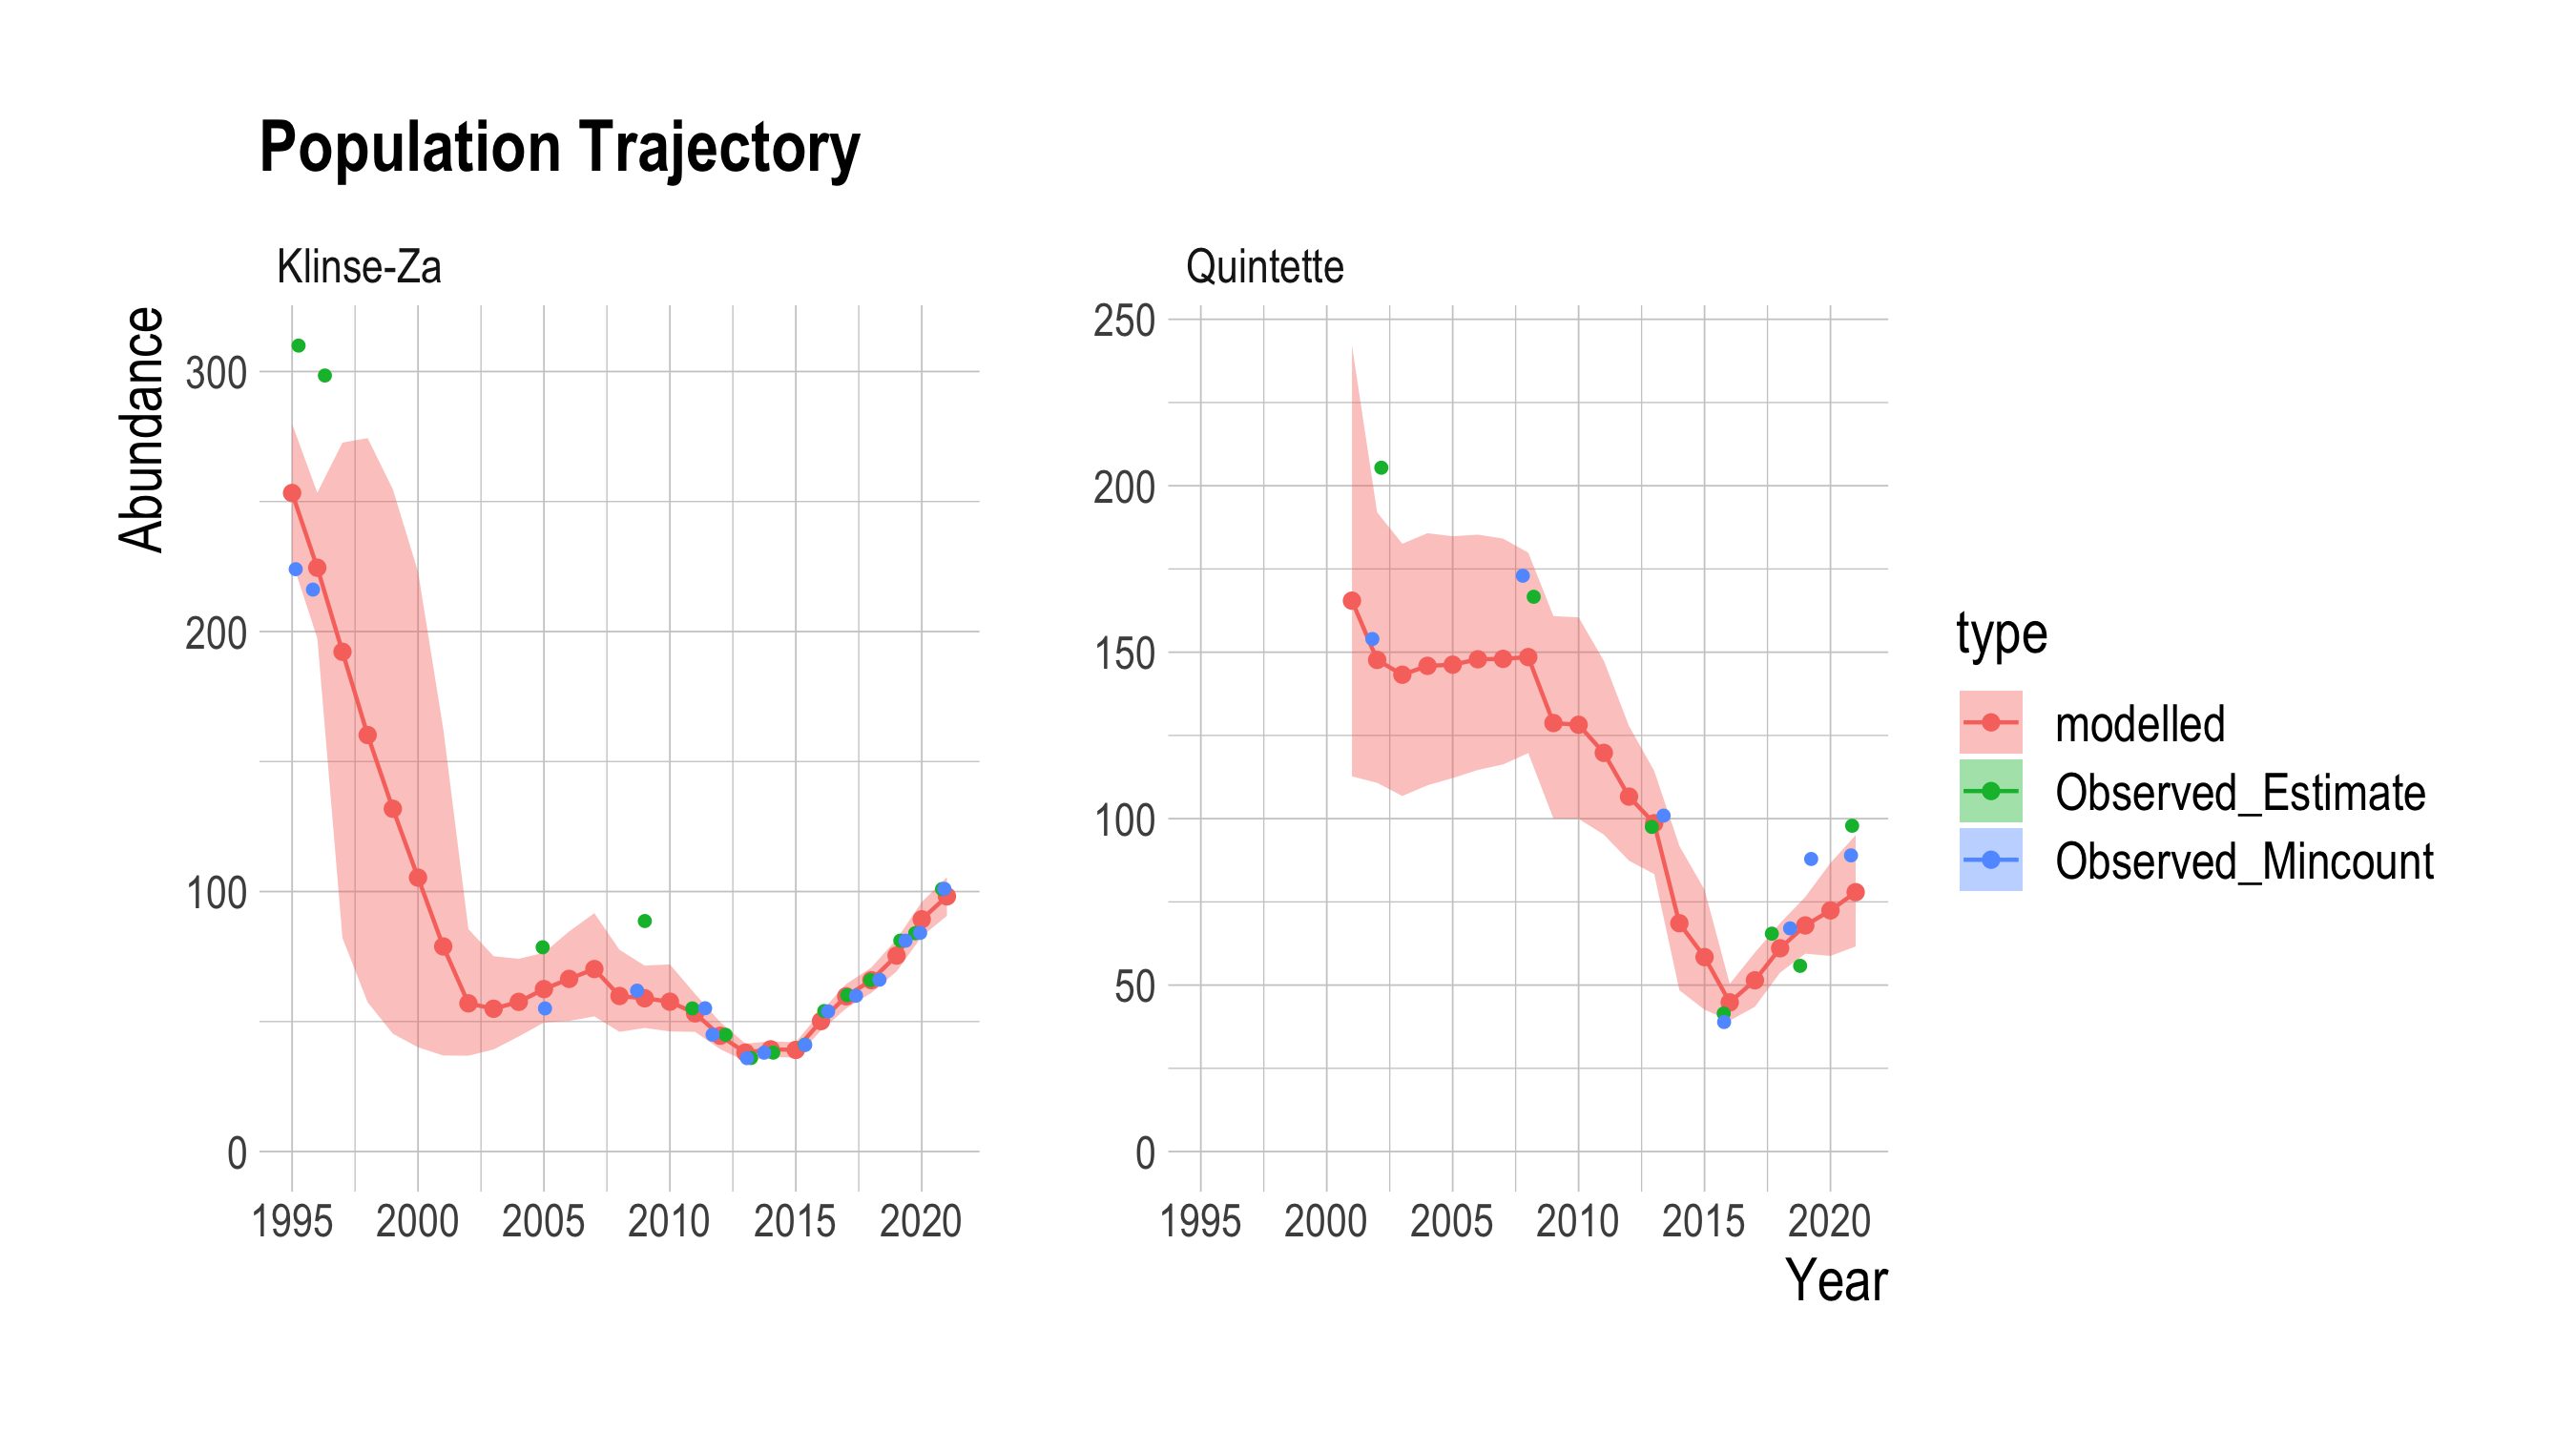 Population Trajectory
Klinse-Za
Quintette
Abundance
300
200
100
0
1995 2000 2005 2010 2015 2020
250
200
150
100
50
0
1995 2000 2005 2010 2015 2020
Year
type
modelled
Observed_Estimate
Observed_Mincount